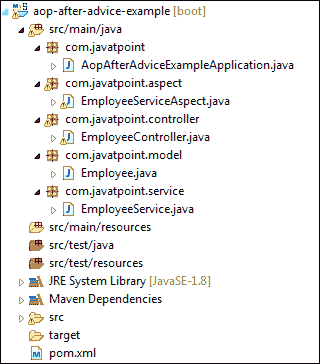 aop-after-advice-example [boot]
src/main/java
com.javatpoint
AopAfterAdviceExampleApplication.java
com.javatpoint.aspect
EmployeeServiceAspect.java
com.javatpoint.controller
EmployeeController.java
com.javatpoint.model
Employee.java
com.javatpoint.service
EmployeeService.java
src/main/resources
src/test/java
src/test/resources
JRE System Library [JavaSE-1.8]
Maven Dependencies
src
target
pom.xml